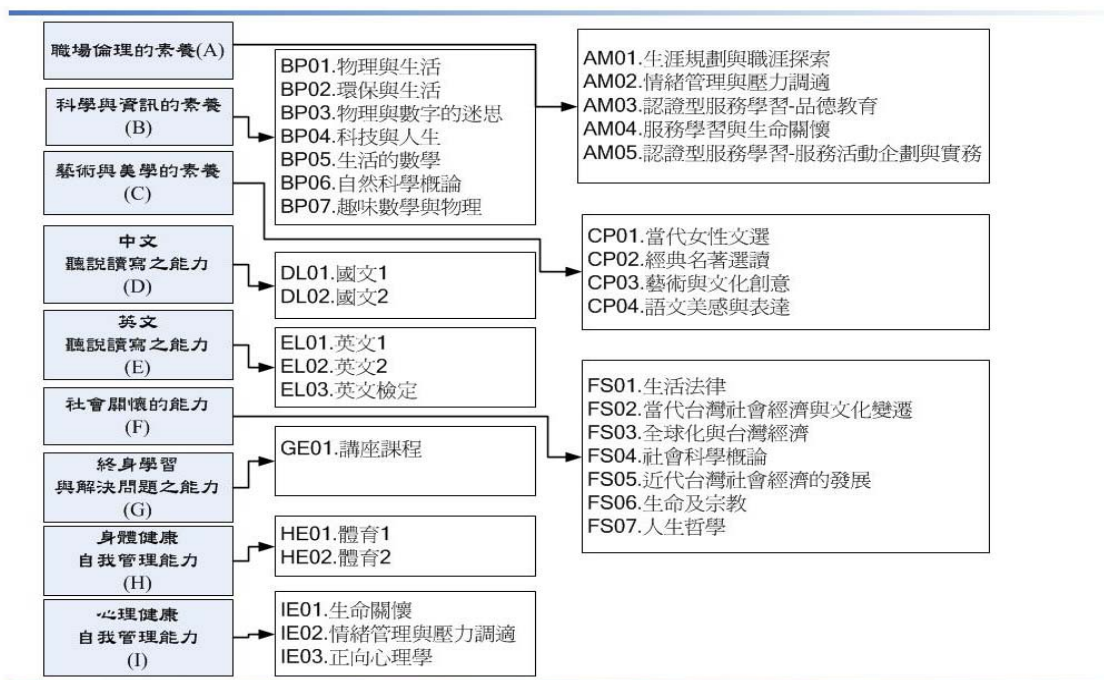 職場倫理的素養(A)
AM01.生涯規劃與職涯探索
AM02.情緒管理與壓力調適
AM03.認證型服務學習-品德教育
AM04.服務學習與生命關懷
AM05.認證型服務學習-服務活動企劃與實務
科學與資訊的素養
(B)
BP01.物理與生活
BP02.環保與生活
BP03.物理與數字的迷思
BP04.科技與人生
BP05.生活的數學
BP06.自然科學概論
BP07.趣味數學與物理
藝術與美學的素養
(C)
CP01.當代女性文選
CP02.經典名著選讀
CP03.藝術與文化創意
CP04.語文美感與表達
中文
聽說讀寫之能力
(D)
DL01.國文1
DL02.國文2
英文
聽說讀寫之能力
(E)
EL01.英文1
EL02.英文2
EL03.英文檢定
社會關懷的能力
(F)
FS01.生活法律
FS02.當代台灣社會經濟與文化變遷
FS03.全球化與台灣經濟
FS04.社會科學概論
FS05.近代台灣社會經濟的發展
FS06.生命及宗教
FS07.人生哲學
終身學習
與解決問題之能力
(G)
GE01.講座課程
身體健康
自我管理能力
(H)
HE01.體育1
HE02.體育2
心理健康
自我管理能力
(I)
IE01.生命關懷
IE02.情緒管理與壓力調適
IE03.正向心理學